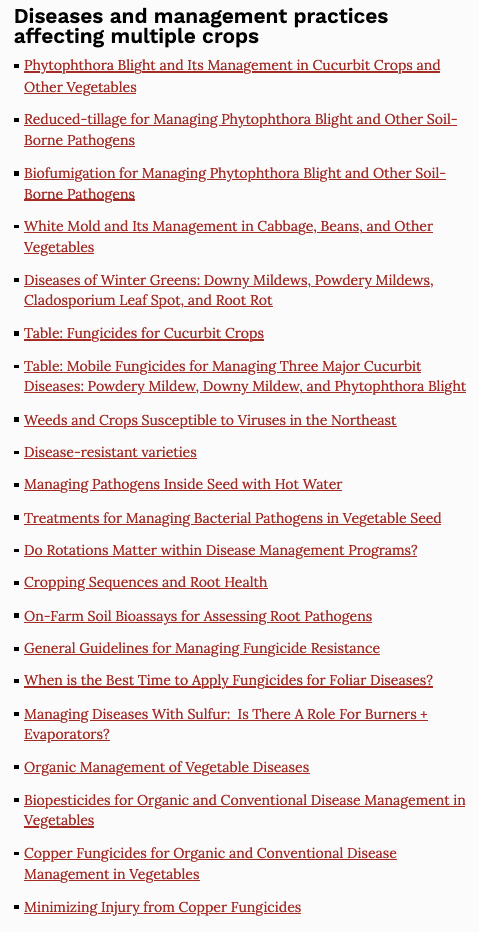 Diseases and management practices
affecting multiple crops
Phytophthora Blight and Its Management in Cucurbit Crops and
Other Vegetables
Reduced-tillage for Managing Phytophthora Blight and Other Soil-
Borne Pathogens
Biofumigation for Managing Phytophthora Blight and Other Soil-
Borne Pathogens
White Mold and Its Management in Cabbage, Beans, and Other
Vegetables
Diseases of Winter Greens: Downy Mildews, Powdery Mildews,
Cladosporium Leaf Spot, and Root Rot
Table: Fungicides for Cucurbit Crops
Table: Mobile Fungicides for Managing Three Major Cucurbit
Diseases: Powdery Mildew, Downy Mildew, and Phytophthora Blight
Weeds and Crops Susceptible to Viruses in the Northeast
Disease-resistant varieties
Managing Pathogens Inside Seed with Hot Water
Treatments for Managing Bacterial Pathogens in Vegetable Seed
Do Rotations Matter within Disease Management Programs?
Cropping Sequences and Root Health
On-Farm Soil Bioassays for Assessing Root Pathogens
General Guidelines for Managing Fungicide Resistance
When is the Best Time to Apply Fungicides for Foliar Diseases?
Managing Diseases With Sulfur:  Is There A Role For Burners +
Evaporators?
Organic Management of Vegetable Diseases
Biopesticides for Organic and Conventional Disease Management in
Vegetables
Copper Fungicides for Organic and Conventional Disease
Management in Vegetables
Minimizing Injury from Copper Fungicides